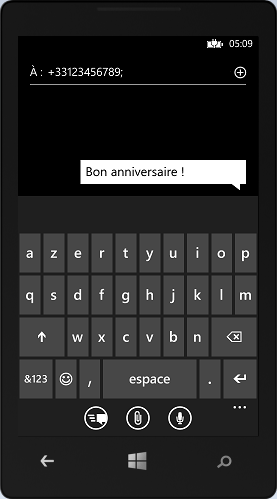 05:09
À : +33123456789;
Bon anniversaire !
a z e r t y u i o p
q s d f g h j k l m
w x c v b n
&123 , espace .